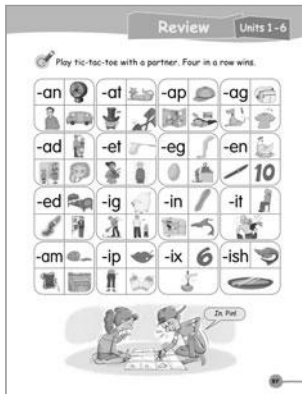 Review Units 1-6
Play tic-tac-toe with a partner. Four in a row wins.
-an -at -ap -ag
-ad -et -eg -en
10
-ed -ig -in -it
-am -ip -ix 6 -ish
In. Pin!